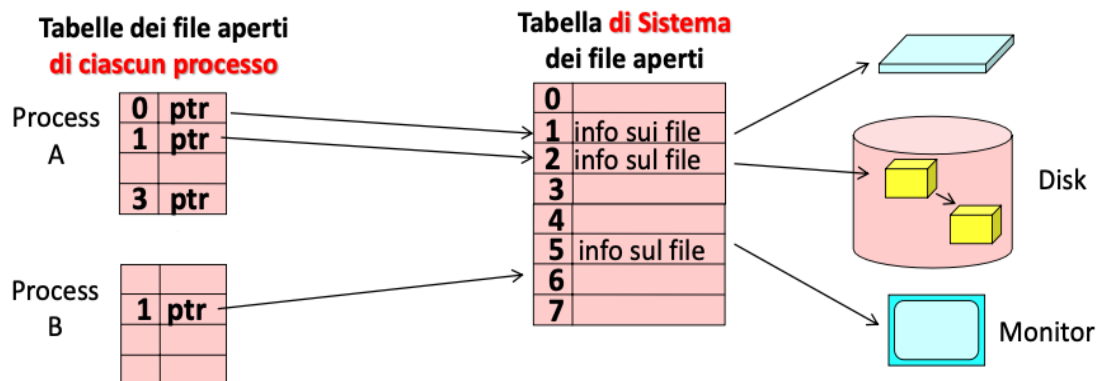 Tabelle dei file aperti
di ciascun processo
Process
A
0 ptr
1 ptr
3 ptr
Process
B
1 ptr
Tabella di Sistema
dei file aperti
0
1 info sui file
2 info sul file
3
4
5 info sul file
6
7
Disk
Monitor